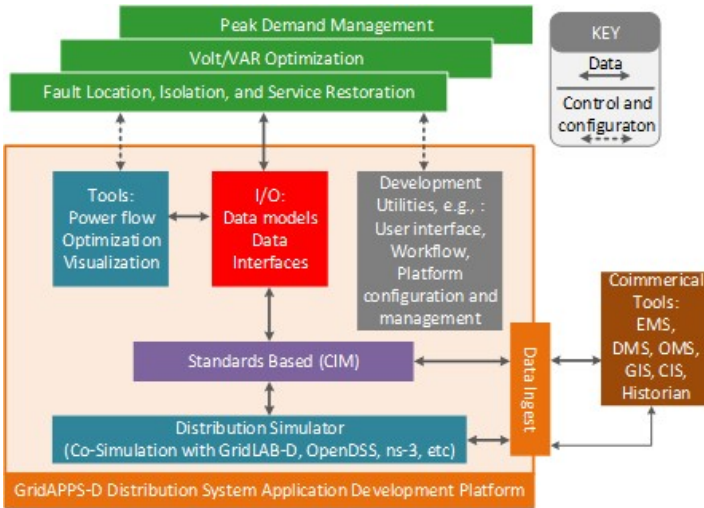 Peak Demand Management
Volt/VAR Optimization
Fault Location, Isolation, and Service Restoration
KEY
Data
Control and
configuraton
Tools:
Power flow
Optimization
Visualization
I/O:
Data models
Data
Interfaces
Development
Utilities, e.g., :
User interface,
Workflow,
Platform
configuration and
management
Coimmerical
Tools:
EMS,
DMS, OMS,
GIS, CIS,
Historian
Standards Based (CIM)
Data Ingest
Distribution Simulator
(Co-Simulation with GridLAB-D, OpenDSS, ns-3, etc)
GridAPPS-D Distribution System Application Development Platform